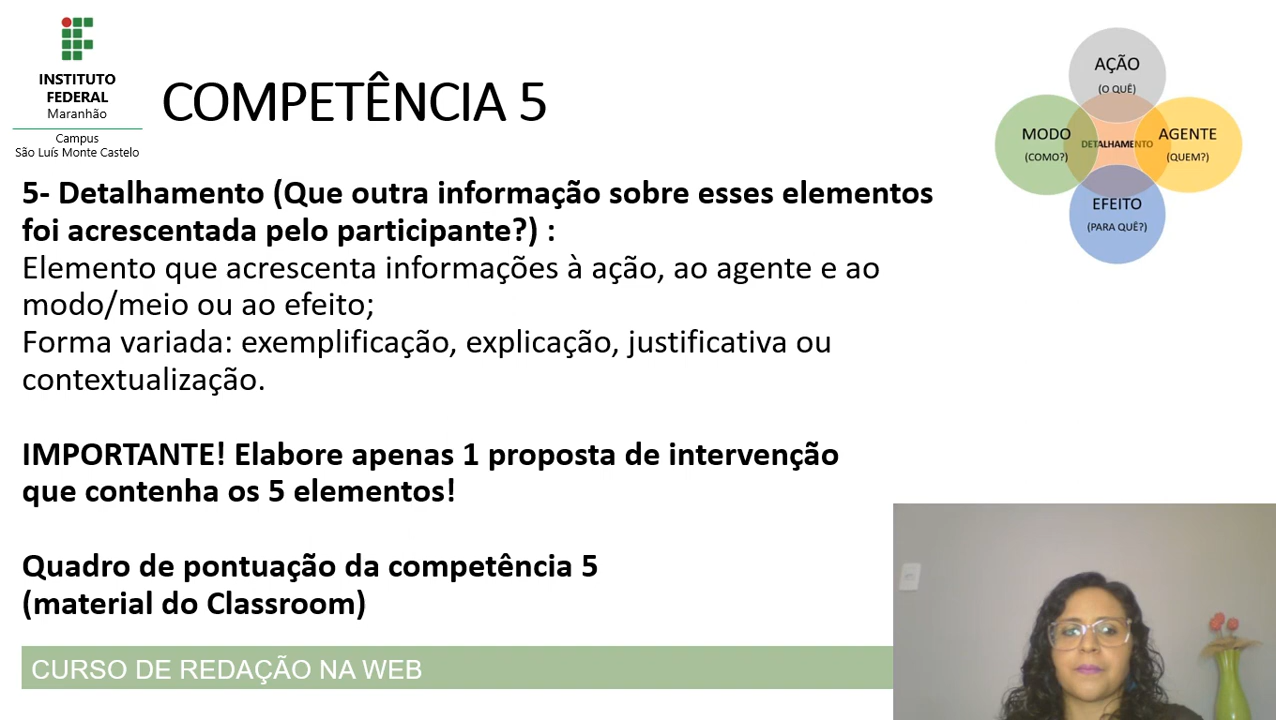 INSTITUTO
FEDERAL
Maranhão
Campus
São Luís Monte Castelo
COMPETÊNCIA 5
AÇÃO
(O QUÊ)
MODO
(COMO?)
DETALHAMENTO
AGENTE
(QUEM?)
EFEITO
(PARA QUÊ?)
5- Detalhamento (Que outra informação sobre esses elementos
foi acrescentada pelo participante?) :
Elemento que acrescenta informações à ação, ao agente e ao
modo/meio ou ao efeito;
Forma variada: exemplificação, explicação, justificativa ou
contextualização.
IMPORTANTE! Elabore apenas 1 proposta de intervenção
que contenha os 5 elementos!
Quadro de pontuação da competência 5
(material do Classroom)
CURSO DE REDAÇÃO NA WEB